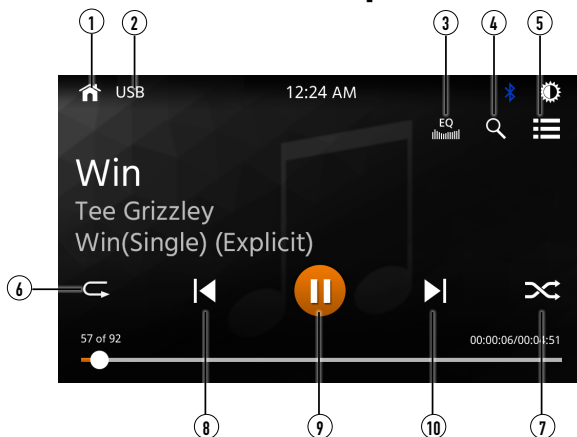 1 2 3 4 5
USB 12:24 AM
EQ
Win
Tee Grizzley
Win(Single) (Explicit)
6
57 of 92 00:00:06/00:04:51
8 9 10 7